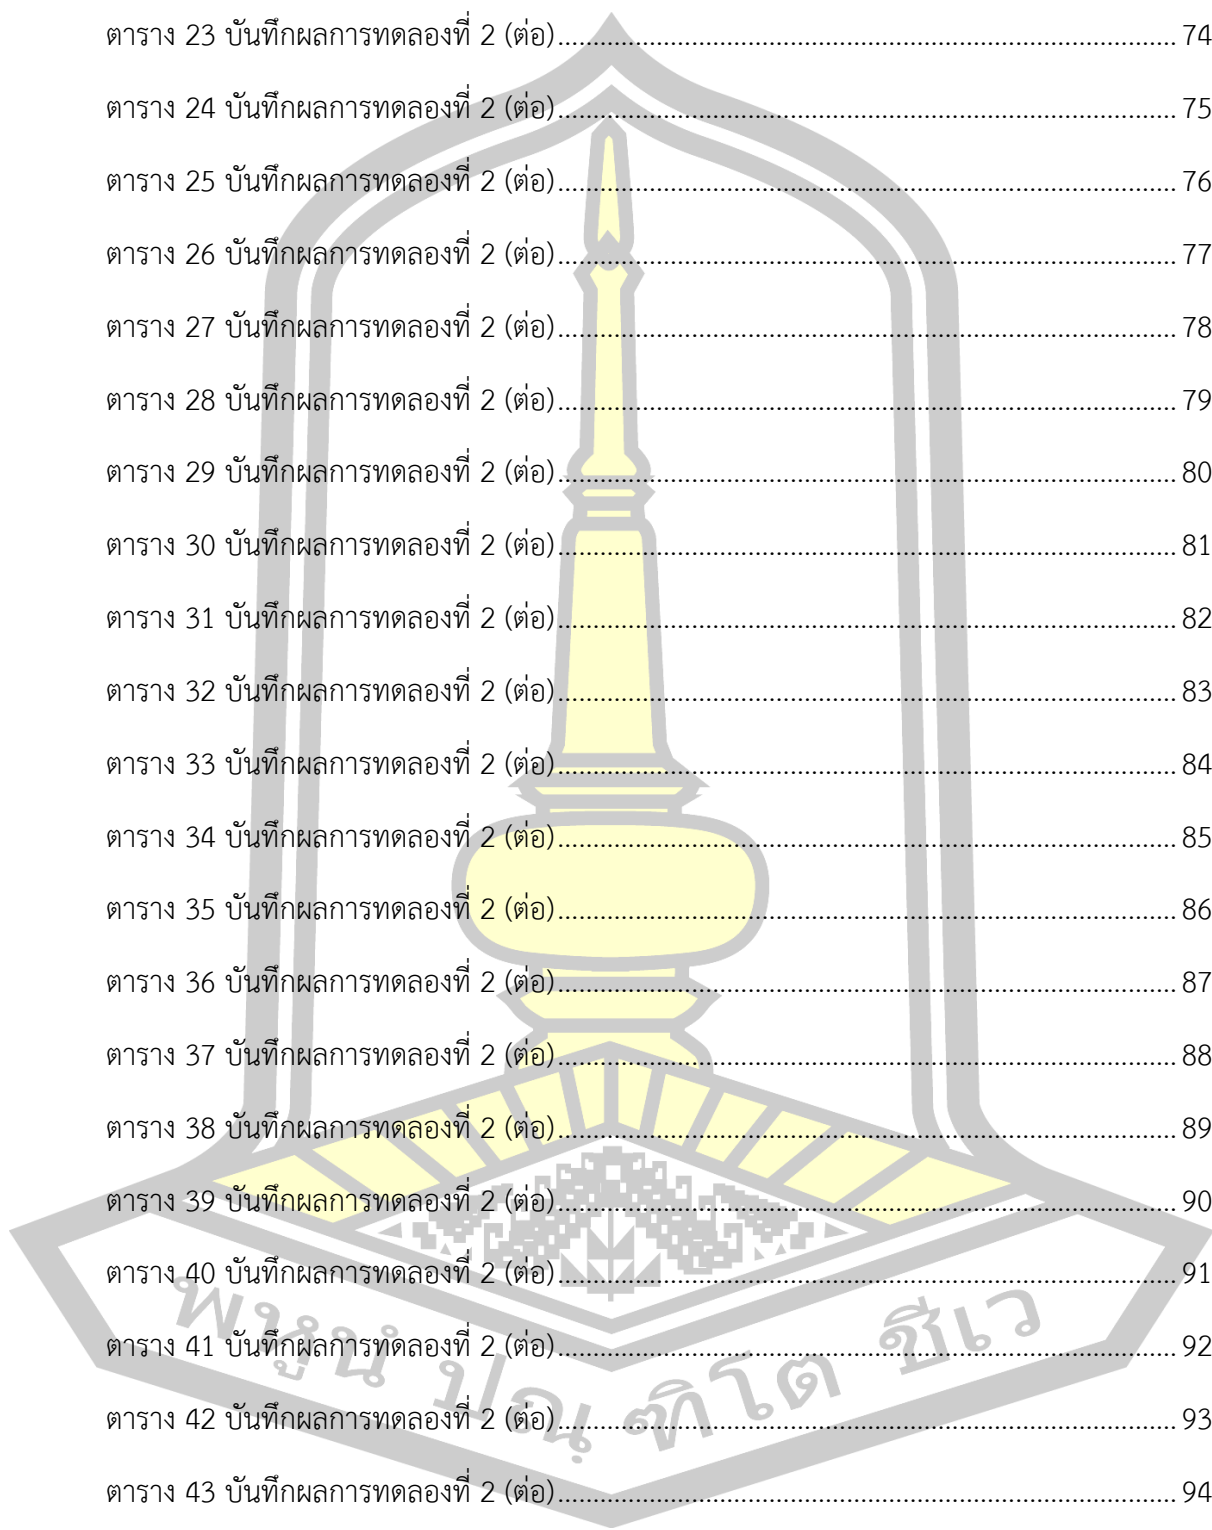 ตาราง 23 บันทึกผลการทดลองที่ 2 (ต่อ) 74
ตาราง 24 บันทึกผลการทดลองที่ 2 (ต่อ) 75
ตาราง 25 บันทึกผลการทดลองที่ 2 (ต่อ) 76
ตาราง 26 บันทึกผลการทดลองที่ 2 (ต่อ) 77
ตาราง 27 บันทึกผลการทดลองที่ 2 (ต่อ) 78
ตาราง 28 บันทึกผลการทดลองที่ 2 (ต่อ) 79
ตาราง 29 บันทึกผลการทดลองที่ 2 (ต่อ) 80
ตาราง 30 บันทึกผลการทดลองที่ 2 (ต่อ) 81
ตาราง 31 บันทึกผลการทดลองที่ 2 (ต่อ) 82
ตาราง 32 บันทึกผลการทดลองที่ 2 (ต่อ) 83
ตาราง 33 บันทึกผลการทดลองที่ 2 (ต่อ) 84
ตาราง 34 บันทึกผลการทดลองที่ 2 (ต่อ) 85
ตาราง 35 บันทึกผลการทดลองที่ 2 (ต่อ) 86
ตาราง 36 บันทึกผลการทดลองที่ 2 (ต่อ) 87
ตาราง 37 บันทึกผลการทดลองที่ 2 (ต่อ) 88
ตาราง 38 บันทึกผลการทดลองที่ 2 (ต่อ) 89
ตาราง 39 บันทึกผลการทดลองที่ 2 (ต่อ) 90
ตาราง 40 บันทึกผลการทดลองที่ 2 (ต่อ) 91
ตาราง 41 บันทึกผลการทดลองที่ 2 (ต่อ) 92
ตาราง 42 บันทึกผลการทดลองที่ 2 (ต่อ) 93
ตาราง 43 บันทึกผลการทดลองที่ 2 (ต่อ) 94
พหูนํ ปณฺฑิโต ชีเว